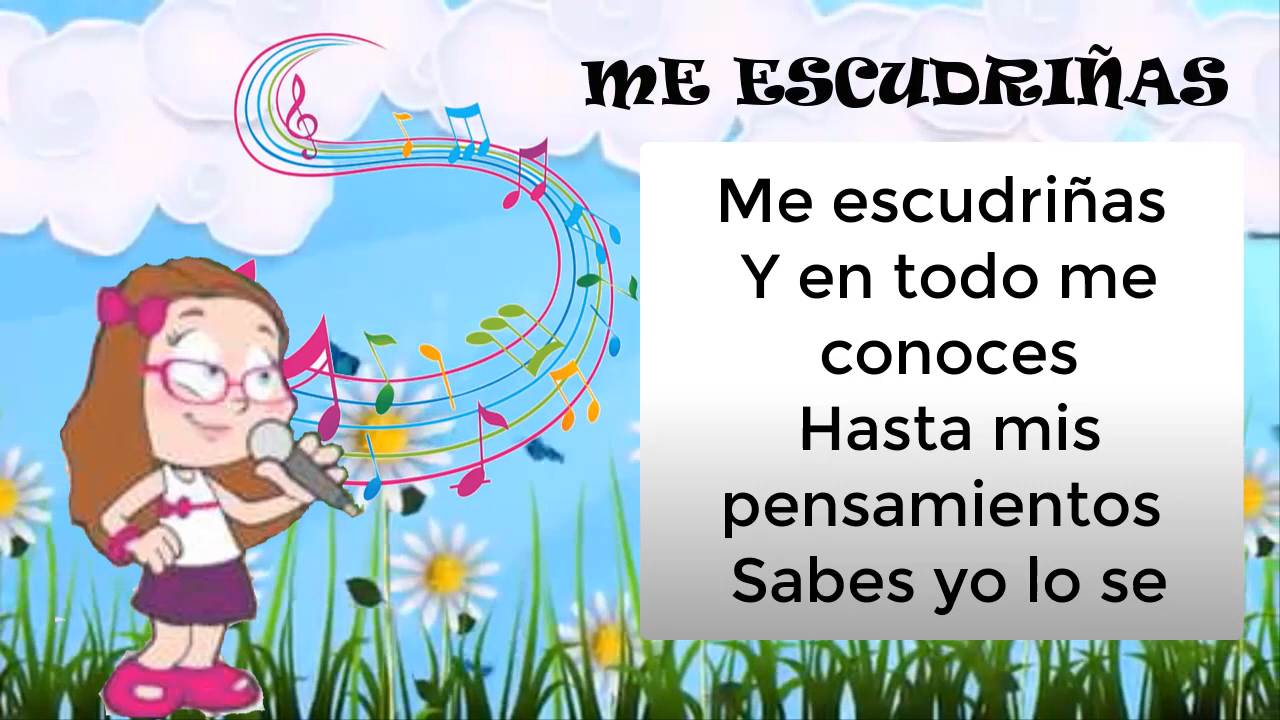 ME ESCUDRIÑAS
Me escudriñas
Y en todo me
conoces
Hasta mis
pensamientos
Sabes yo lo se